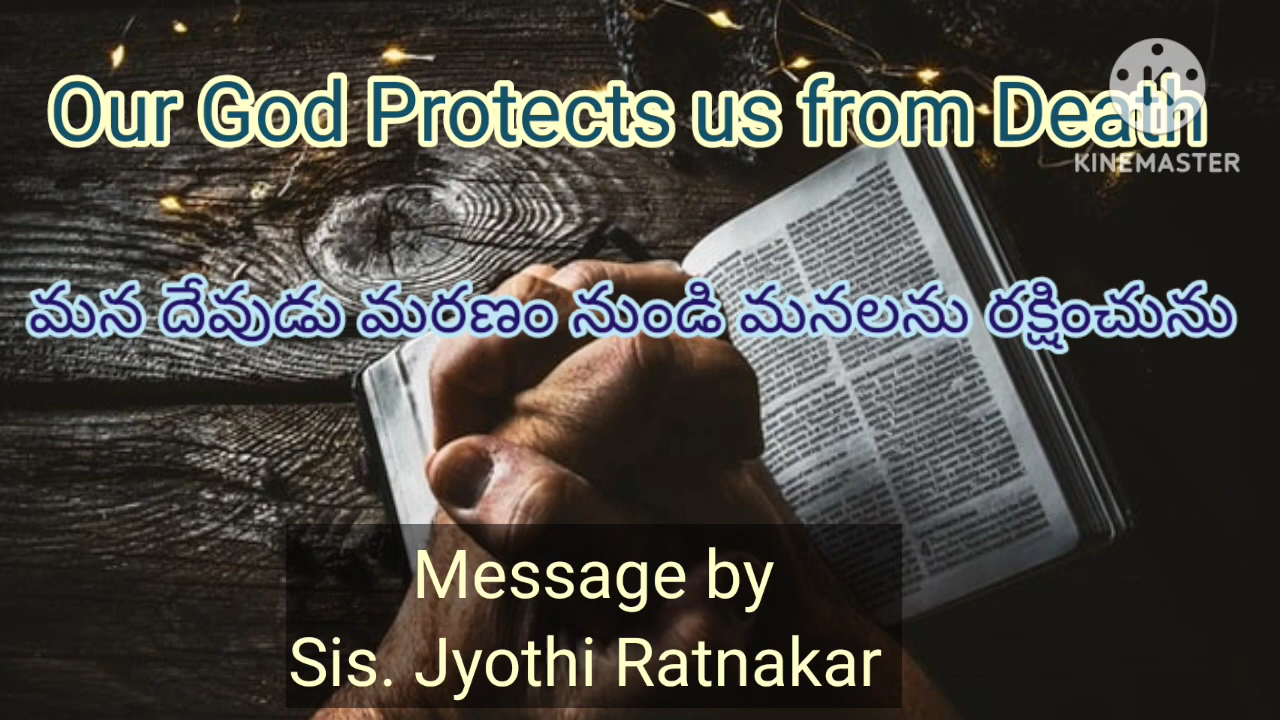 Our God Protects us from Death
KINEMASTER
మన దేవుడు మరణం నుండి మనలను రక్షించును
Message by
Sis. Jyothi Ratnakar